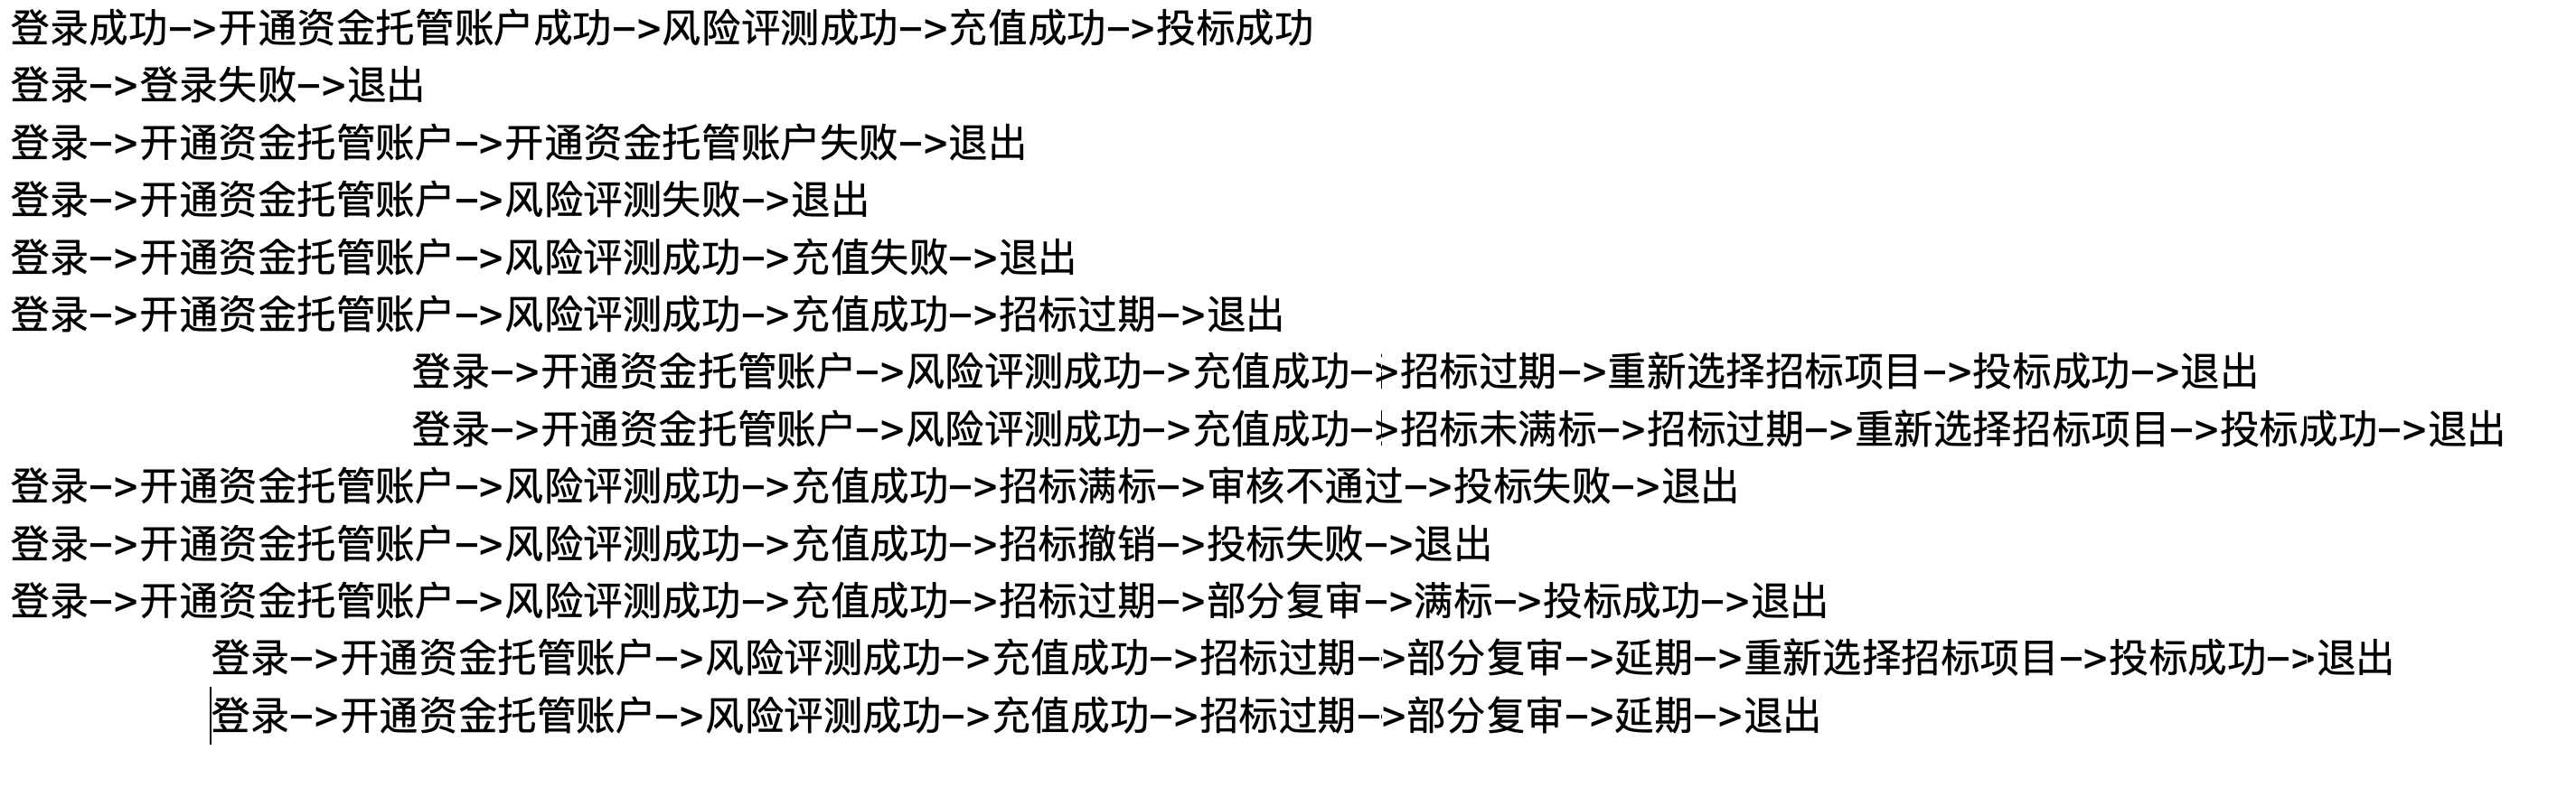 登录成功–>开通资金托管账户成功–>风险评测成功–>充值成功–>投标成功
登录–>登录失败–>退出
登录–>开通资金托管账户–>开通资金托管账户失败–>退出
登录–>开通资金托管账户–>风险评测失败–>退出
登录–>开通资金托管账户–>风险评测成功–>充值失败–>退出
登录–>开通资金托管账户–>风险评测成功–>充值成功–>招标过期–>退出
登录–>开通资金托管账户–>风险评测成功–>充值成功–>招标过期–>重新选择招标项目–>投标成功–>退出
登录–>开通资金托管账户–>风险评测成功–>充值成功–>招标未满标–>招标过期–>重新选择招标项目–>投标成功–>退出
登录–>开通资金托管账户–>风险评测成功–>充值成功–>招标满标–>审核不通过–>投标失败–>退出
登录–>开通资金托管账户–>风险评测成功–>充值成功–>招标撤销–>投标失败–>退出
登录–>开通资金托管账户–>风险评测成功–>充值成功–>招标过期–>部分复审–>满标–>投标成功–>退出
登录–>开通资金托管账户–>风险评测成功–>充值成功–>招标过期–>部分复审–>延期–>重新选择招标项目–>投标成功–>退出
登录–>开通资金托管账户–>风险评测成功–>充值成功–>招标过期–>部分复审–>延期–>退出